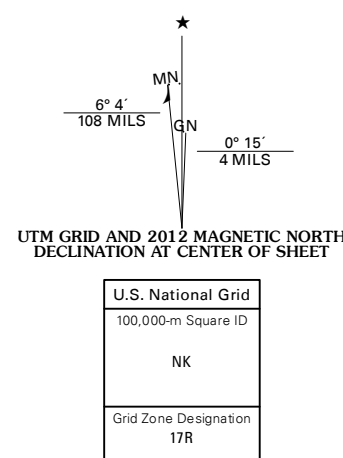 ★
MN.
6° 4´
108 MILS
GN
0° 15´
4 MILS
UTM GRID AND 2012 MAGNETIC NORTH
DECLINATION AT CENTER OF SHEET
U.S. National Grid
100,000-m Square ID
NK
Grid Zone Designation
17R